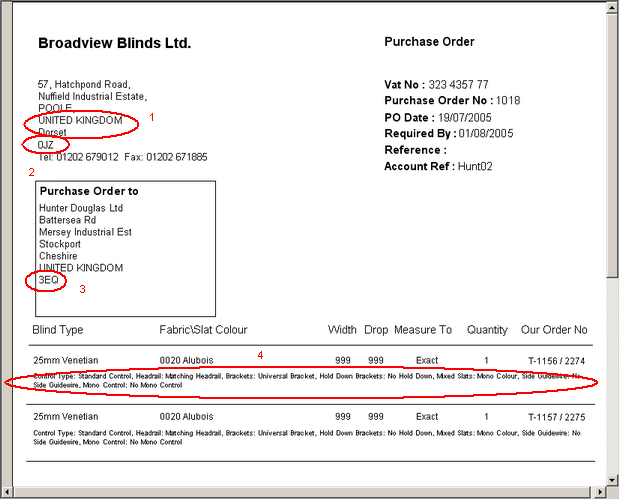 Broadview Blinds Ltd.
Purchase Order
57, Hatchpond Road,
Nuffield Industrial Estate,
POOLE,
UNITED KINGDOM
1
Dorset
0JZ
Tel: 01202 679012 Fax: 01202 671885
2
Vat No : 323 4357 77
Purchase Order No : 1018
PO Date : 19/07/2005
Required By : 01/08/2005
Reference :
Account Ref : Hunt02
Purchase Order to
Hunter Douglas Ltd
Battersea Rd
Mersey Industrial Est
Stockport
Cheshire
UNITED KINGDOM
3EQ
3
Blind Type Fabric\Slat Colour Width Drop Measure To Quantity Our Order No
4
25mm Venetian 0020 Alubois 999 999 Exact 1 T-1156 / 2274
Control Type: Standard Control, Headrail: Matching Headrail, Brackets: Universal Bracket, Hold Down Brackets: No Hold Down, Mixed Slats: Mono Colour, Side Guidewire: No
Side Guidewire, Mono Control: No Mono Control
25mm Venetian 0020 Alubois 999 999 Exact 1 T-1157 / 2275
Control Type: Standard Control, Headrail: Matching Headrail, Brackets: Universal Bracket, Hold Down Brackets: No Hold Down, Mixed Slats: Mono Colour, Side Guidewire: No
Side Guidewire, Mono Control: No Mono Control